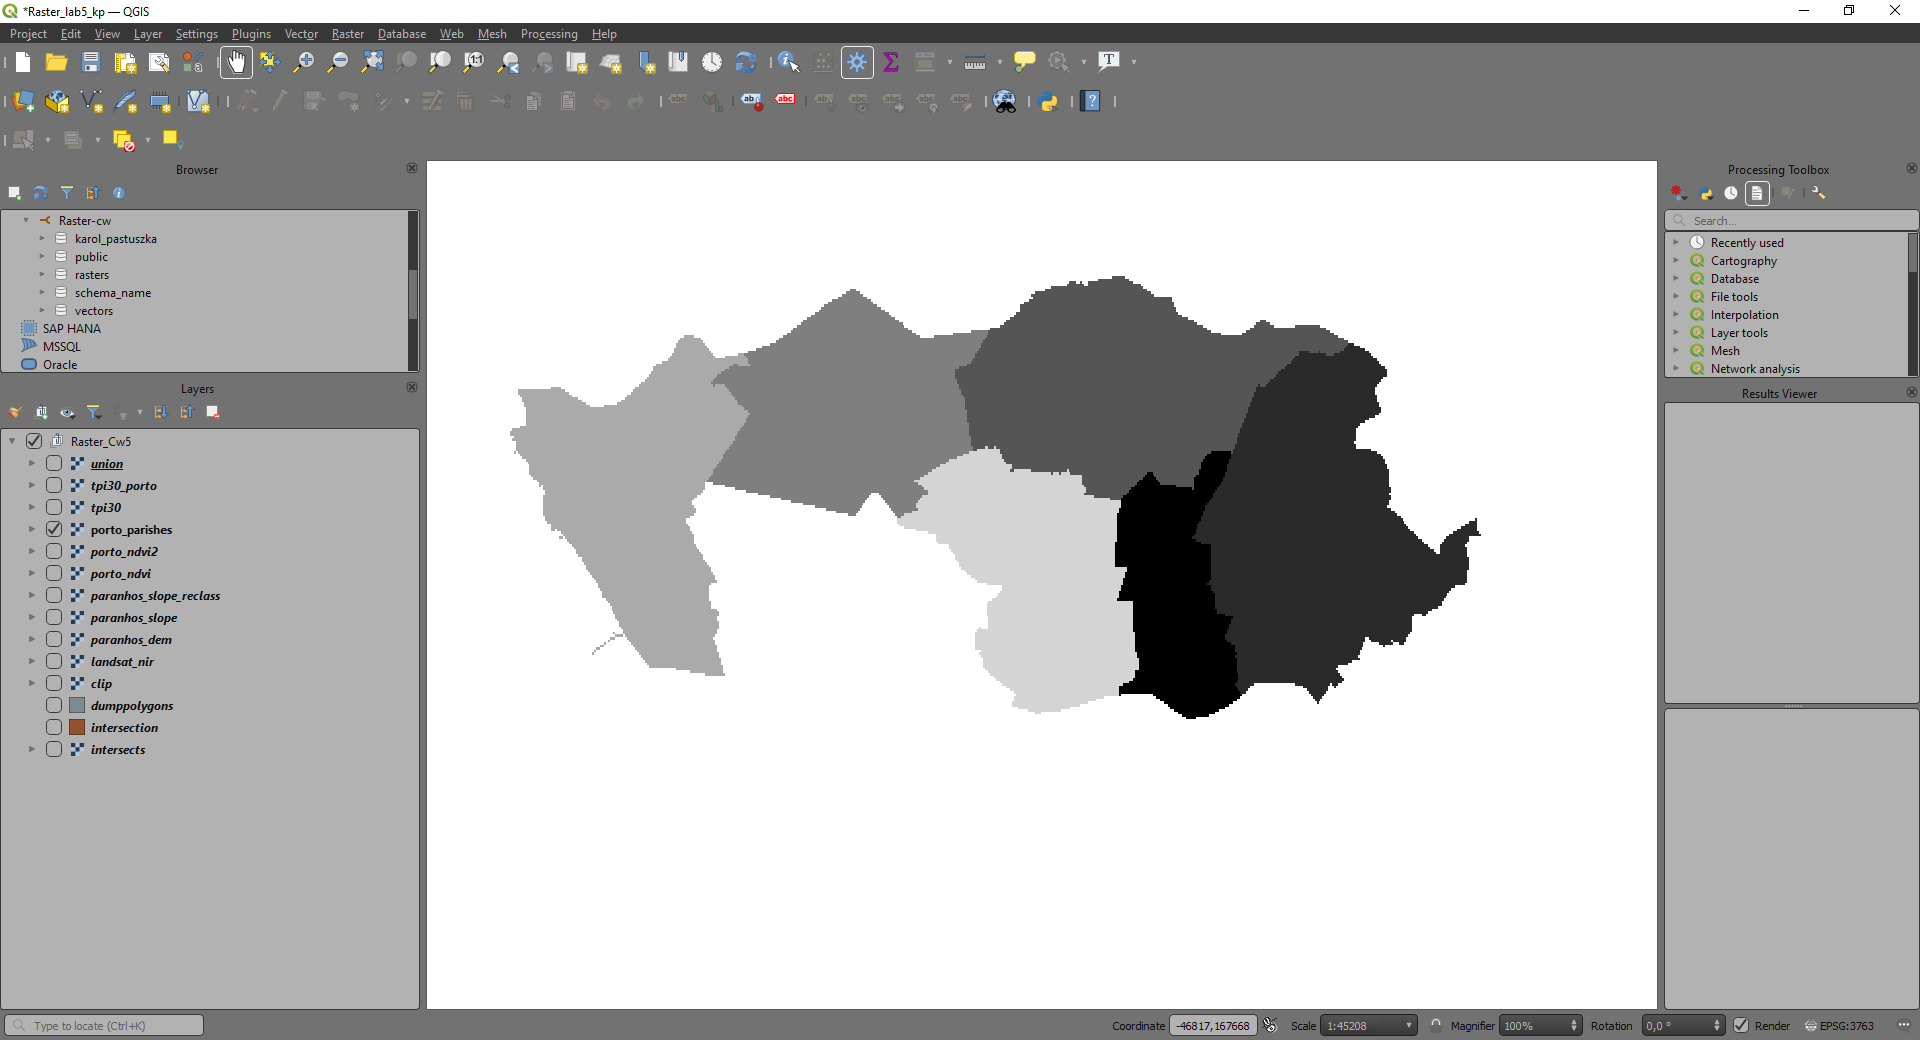 *Raster_lab5_kp — QGIS
Project Edit View Layer Settings Plugins Vector Raster Database Web Mesh Processing Help
Browser
Raster-cw
karol_pastuszka
public
rasters
schema_name
vectors
SAP HANA
MSSQL
Oracle
Layers
Raster_Cw5
union
tpi30_porto
tpi30
porto_parishes
porto_ndvi2
porto_ndvi
paranhos_slope_reclass
paranhos_slope
paranhos_dem
landsat_nir
clip
dumppolygons
intersection
intersects
Processing Toolbox
Search...
Recently used
Cartography
Database
File tools
Interpolation
Layer tools
Mesh
Network analysis
Results Viewer
Type to locate (Ctrl+K)
Coordinate -46817,167668 Scale 1:45208 Magnifier 100% Rotation 0,0 ° Render EPSG:3763